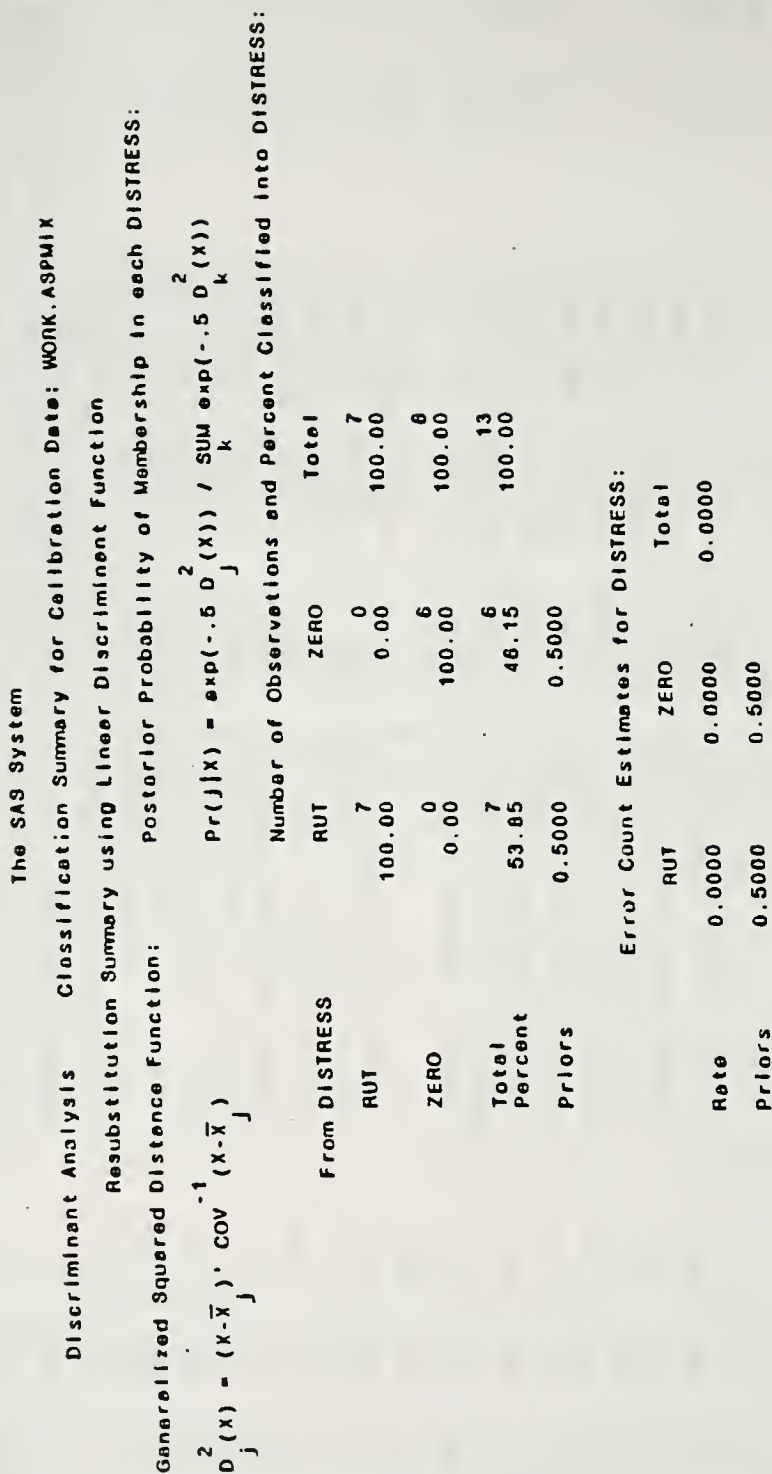 The SAS System
Discriminant Analysis Classification Summary for Calibration Data: WORK.ASPMIX
Resubstitution Summary using Linear Discriminant Function
Generalized Squared Distance Function: Posterior Probability of Membership in each DISTRESS:
2 _ -1 _
D (X) = (X-X )' COV (X-X ) Pr(j|X) = exp(-.5 D (X)) / SUM exp(-.5 D (X))
j j j j k k
2 2
Number of Observations and Percent Classified into DISTRESS:
From DISTRESS RUT ZERO Total
RUT 7 0 7
100.00 0.00 100.00
ZERO 0 6 6
0.00 100.00 100.00
Total 7 6 13
Percent 53.85 46.15 100.00
Priors 0.5000 0.5000
Error Count Estimates for DISTRESS:
RUT ZERO Total
Rate 0.0000 0.0000 0.0000
Priors 0.5000 0.5000